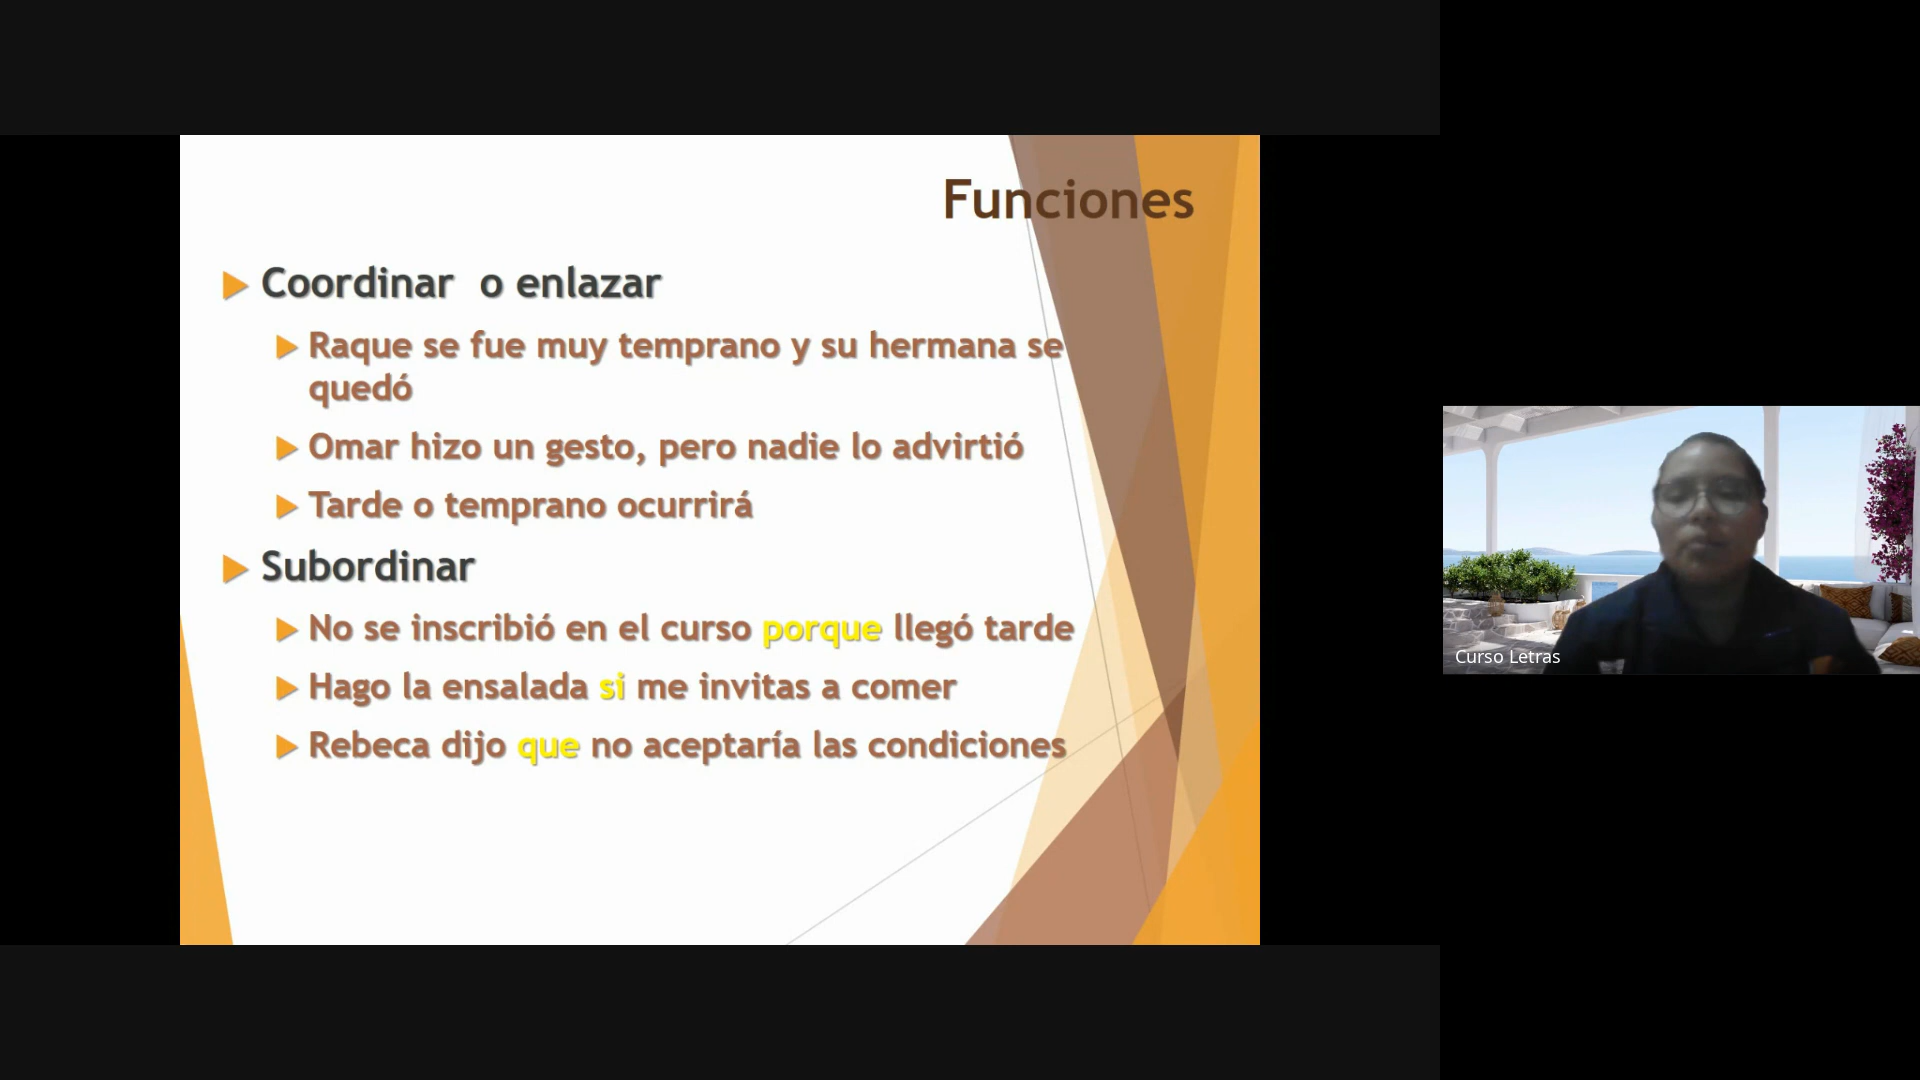 Funciones
Coordinar o enlazar
Raque se fue muy temprano y su hermana se
quedó
Omar hizo un gesto, pero nadie lo advirtió
Tarde o temprano ocurrirá
Subordinar
No se inscribió en el curso porque llegó tarde
Hago la ensalada si me invitas a comer
Rebeca dijo que no aceptaría las condiciones
Curso Letras